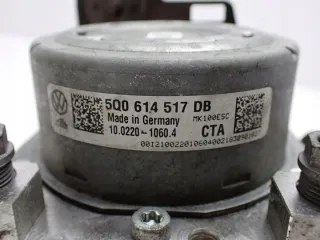 5Q0 614 517 DB
Made in Germany MK100ESC
10.0220-1060.4 CTA